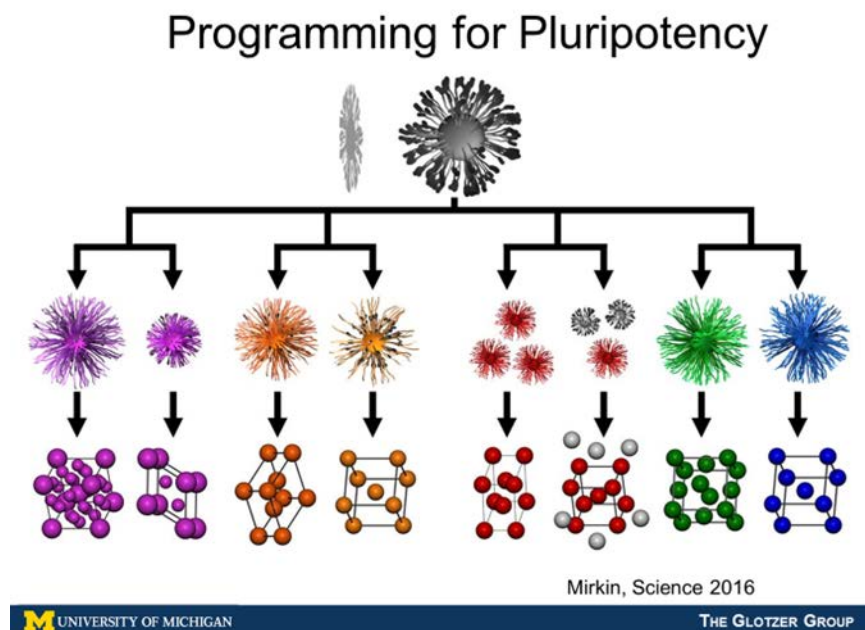 Programming for Pluripotency
Mirkin, Science 2016
M UNIVERSITY OF MICHIGAN
THE GLOTZER GROUP